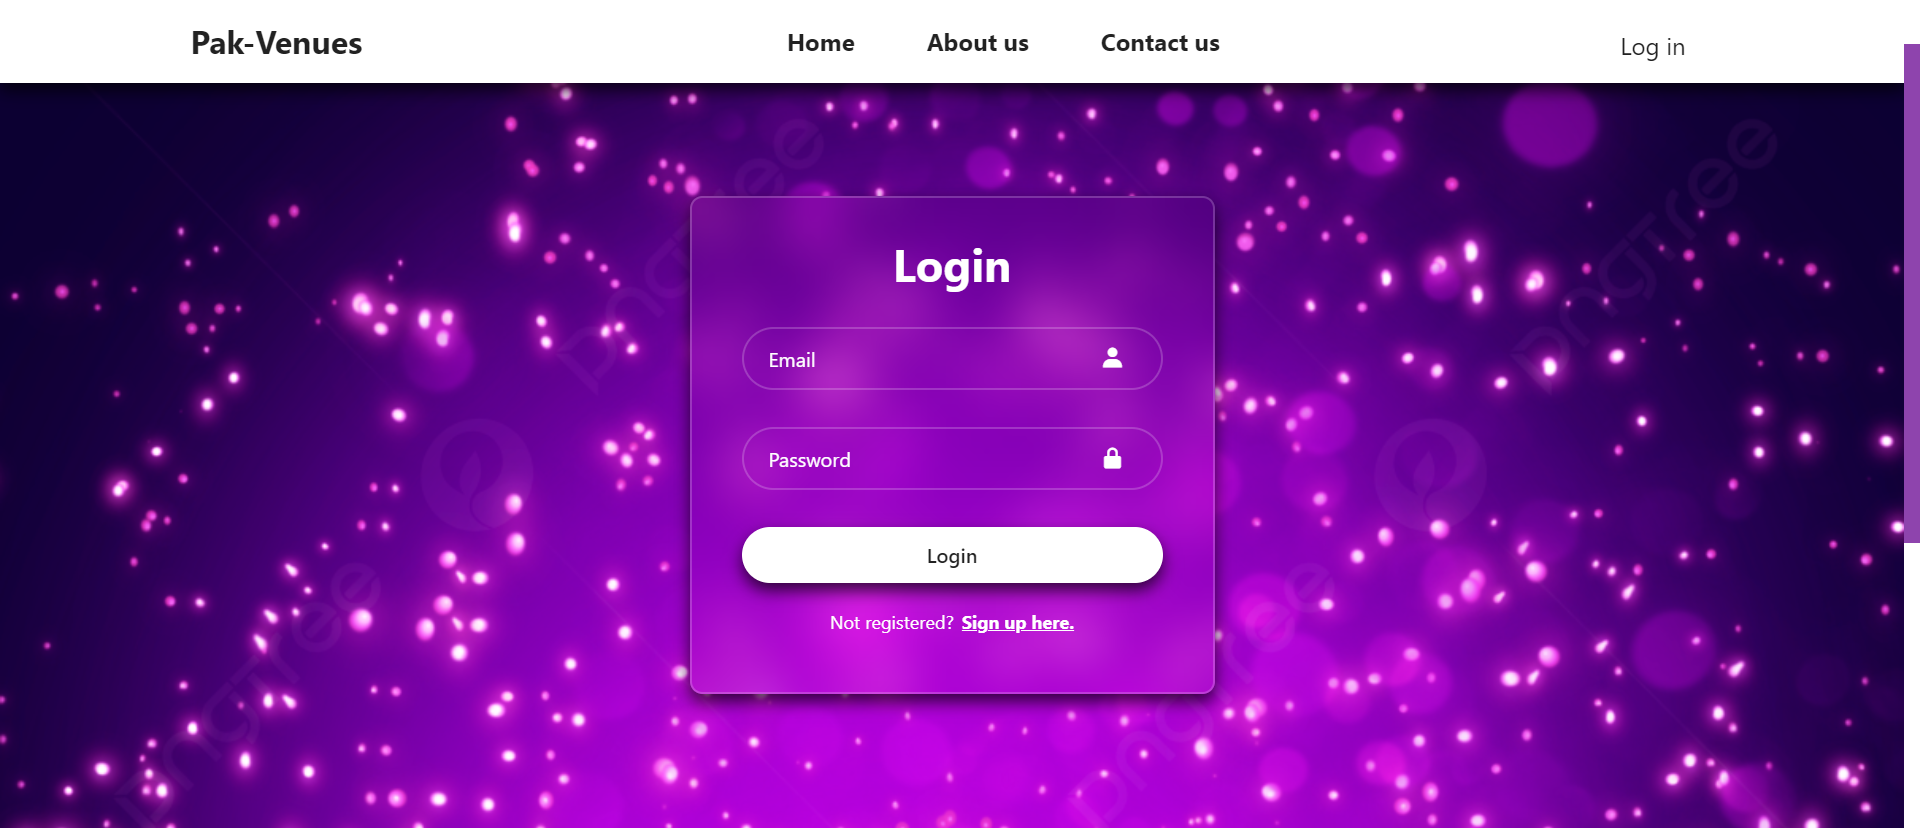 Pak-Venues
Home About us Contact us
Log in
Login
Email
Password
Login
Not registered? Sign up here.
pngtree
pngtree
pngtree
pngtree